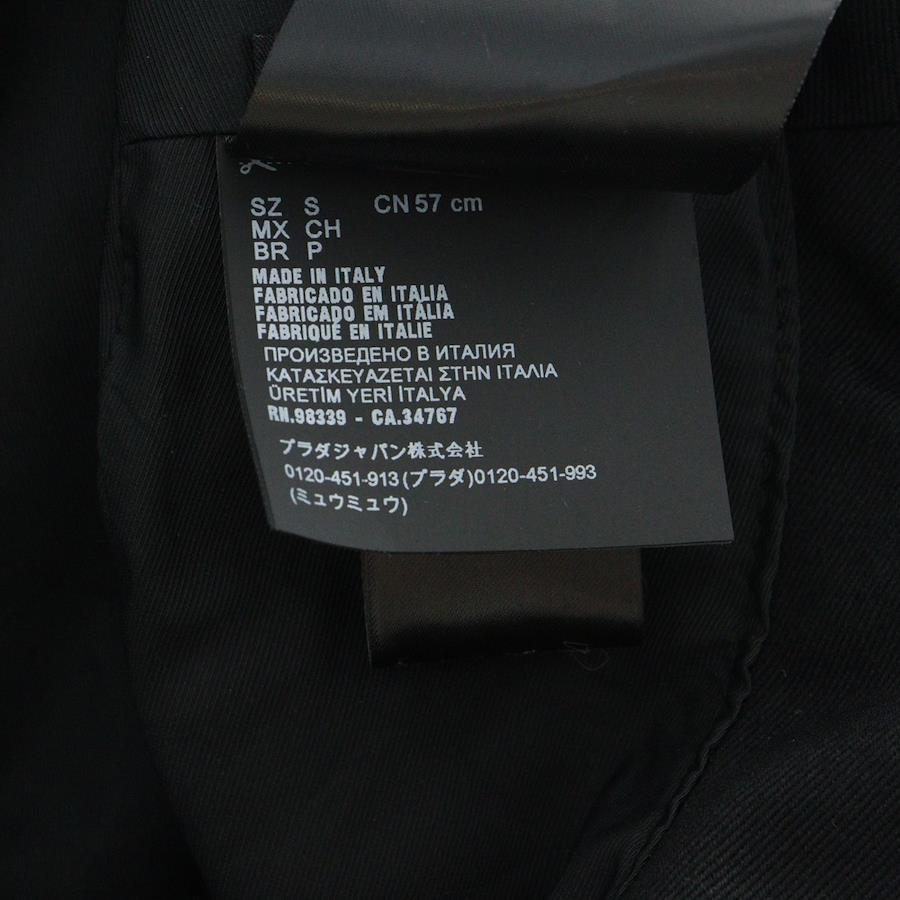 SZ S CN 57 cm
MX CH
BR P
MADE IN ITALY
FABRICADO EN ITALIA
FABRICADO EM ITÁLIA
FABRIQUÉ EN ITALIE
ПРОИЗВЕДЕНО В ИТАЛИЯ
ΚΑΤΑΣΚΕΥΑΖΕΤΑΙ ΣΤΗΝ ΙΤΑΛΙΑ
ÜRETİM YERİ İTALYA
RN.98339 - CA.34767
プラダジャパン株式会社
0120-451-913(プラダ)0120-451-993
(ミュウミュウ)